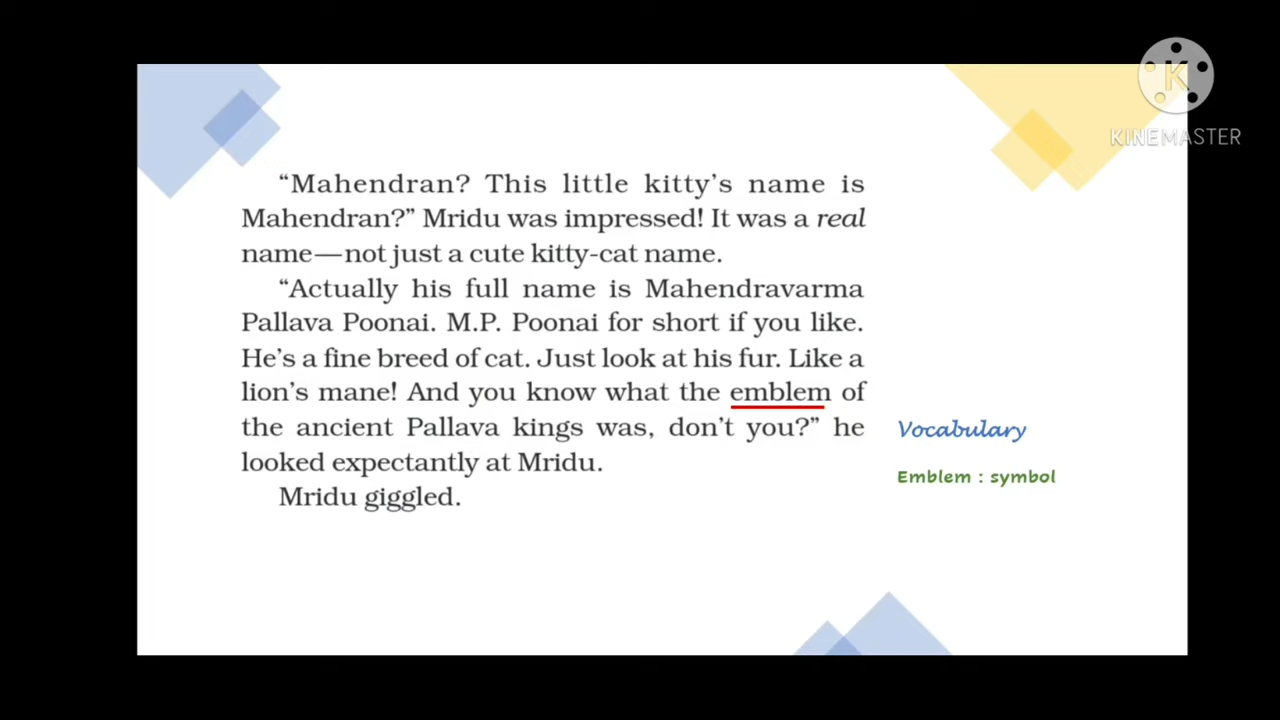 KINEMASTER
“Mahendran? This little kitty’s name is
Mahendran?” Mridu was impressed! It was a real
name—not just a cute kitty-cat name.
“Actually his full name is Mahendravarma
Pallava Poonai. M.P. Poonai for short if you like.
He’s a fine breed of cat. Just look at his fur. Like a
lion’s mane! And you know what the emblem of
the ancient Pallava kings was, don’t you?” he
looked expectantly at Mridu.
Mridu giggled.
Vocabulary
Emblem : symbol